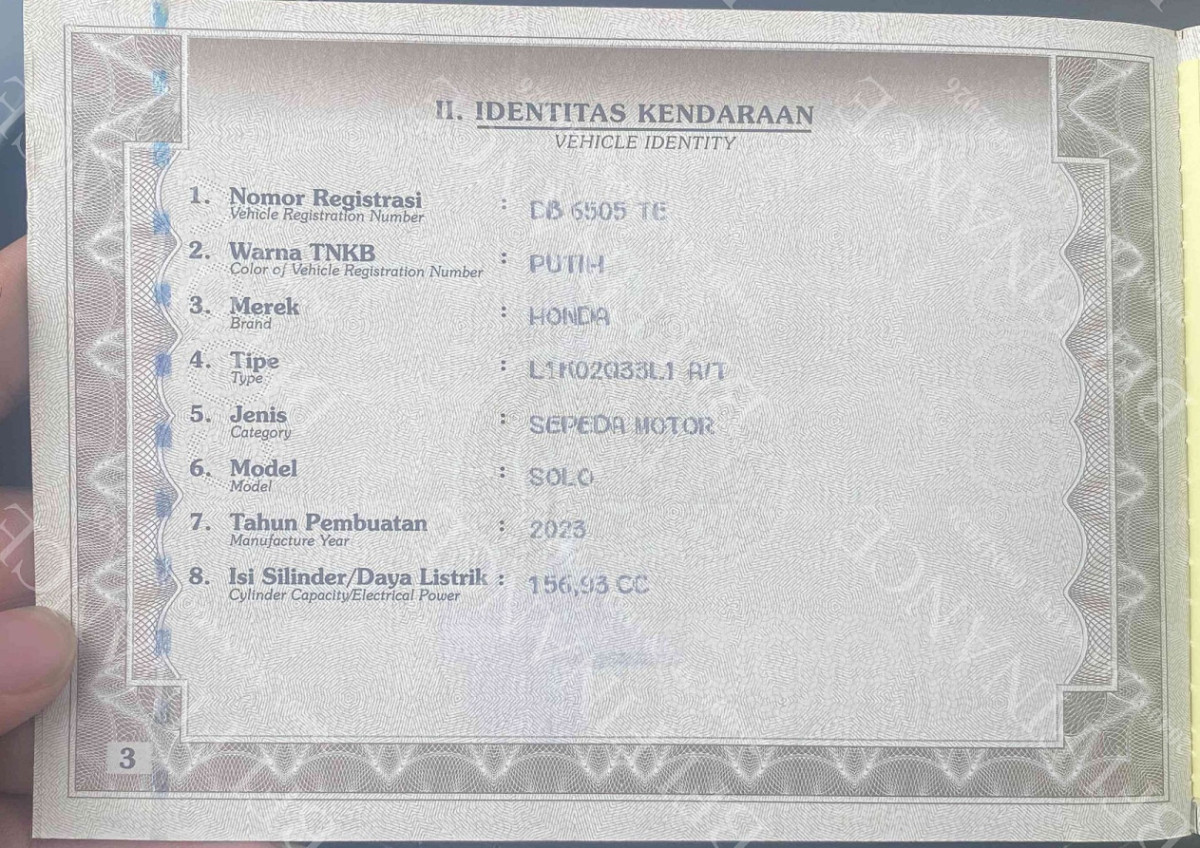 II. IDENTITAS KENDARAAN
VEHICLE IDENTITY
1. Nomor Registrasi : DB 6505 TE
Vehicle Registration Number
2. Warna TNKB : PUTIH
Color of Vehicle Registration Number
3. Merek : HONDA
Brand
4. Tipe : L1K02Q33L1 A/T
Type
5. Jenis : SEPEDA MOTOR
Category
6. Model : SOLO
Model
7. Tahun Pembuatan : 2023
Manufacture Year
8. Isi Silinder/Daya Listrik : 156,93 CC
Cylinder Capacity/Electrical Power
3